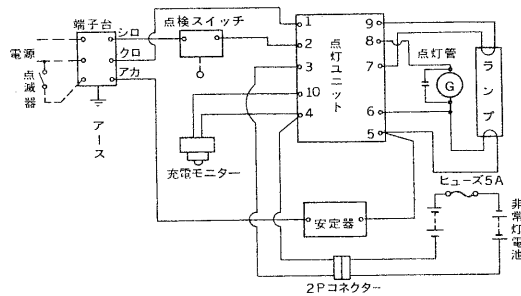 端子台
シロ
クロ
アカ
電源
点滅器
アース
点検スイッチ
充電モニター
1
2
3
10
4
点灯ユニット
9
8
7
6
5
点灯管
G
ランプ
安定器
2Pコネクター
ヒューズ5A
非常灯電池